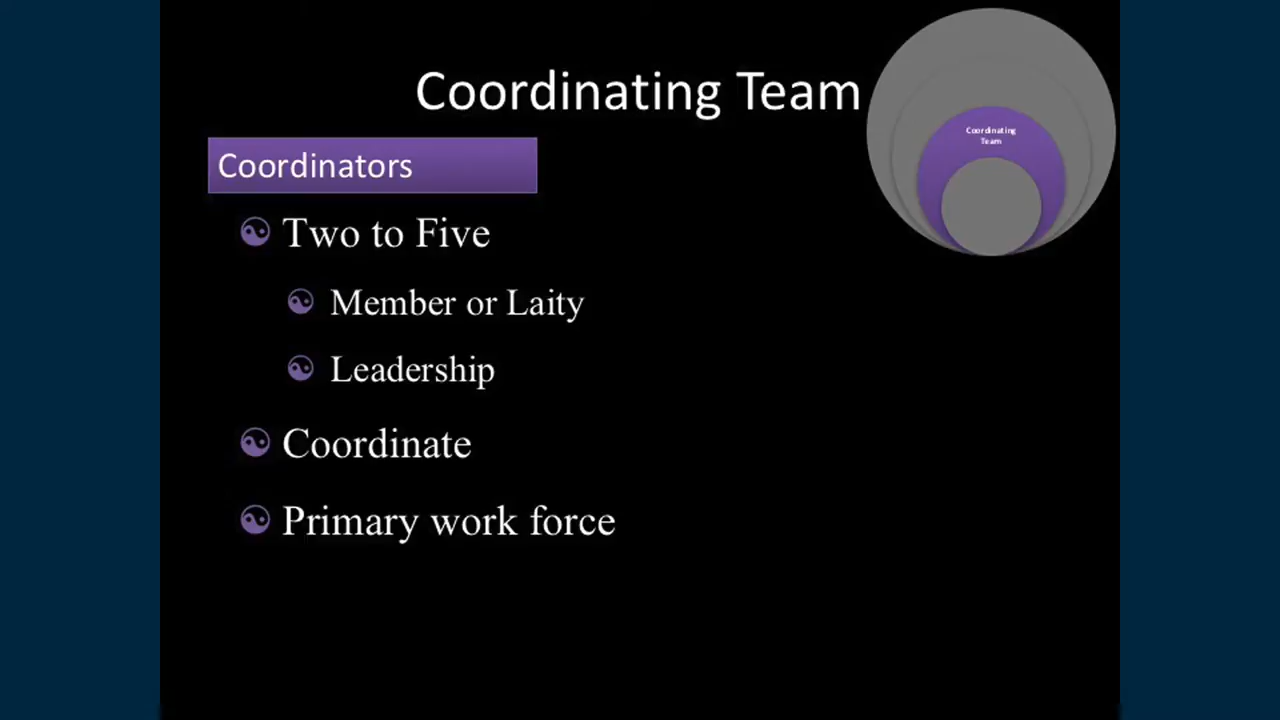 Coordinating Team
Coordinating
Team
Coordinators
Two to Five
Member or Laity
Leadership
Coordinate
Primary work force